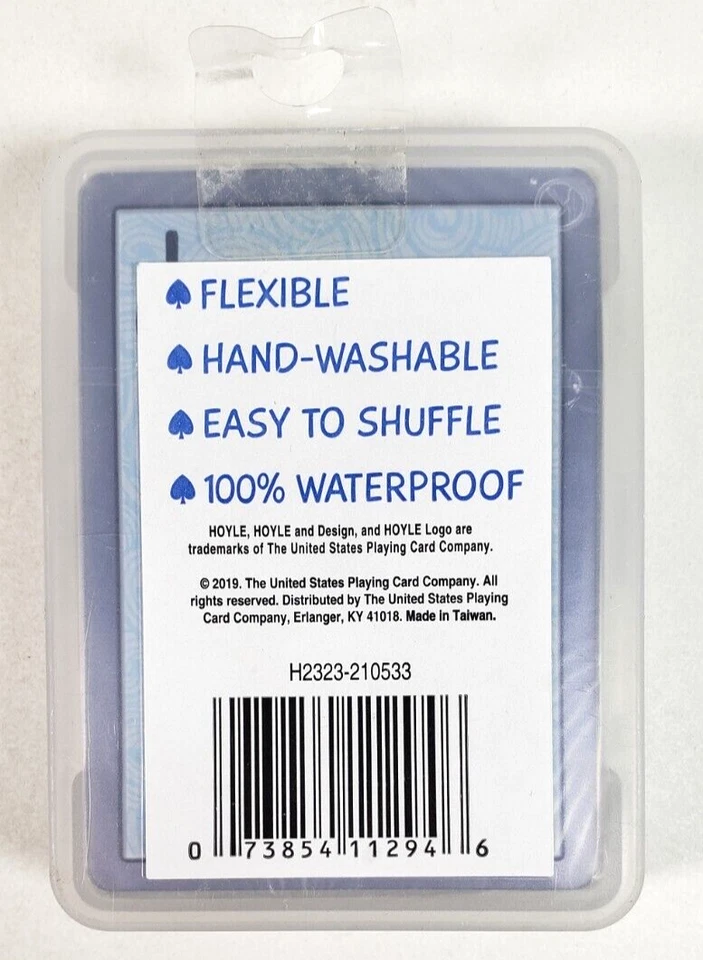 FLEXIBLE
HAND-WASHABLE
EASY TO SHUFFLE
100% WATERPROOF
HOYLE, HOYLE and Design, and HOYLE Logo are
trademarks of The United States Playing Card Company.
© 2019. The United States Playing Card Company. All
rights reserved. Distributed by The United States Playing
Card Company, Erlanger, KY 41018. Made in Taiwan.
H2323-210533
0 73854 11294 6